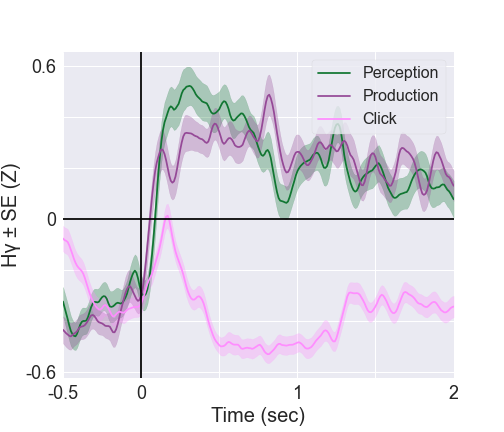 Perception
Production
Click
0.6
0
-0.6
Hγ ± SE (Z)
-0.5
0
1
2
Time (sec)